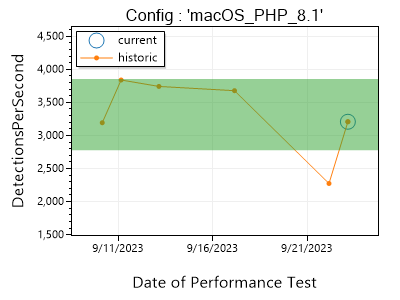 Config : 'macOS_PHP_8.1'
current
historic
4,500
4,000
3,500
3,000
2,500
2,000
1,500
DetectionsPerSecond
9/11/2023
9/16/2023
9/21/2023
Date of Performance Test